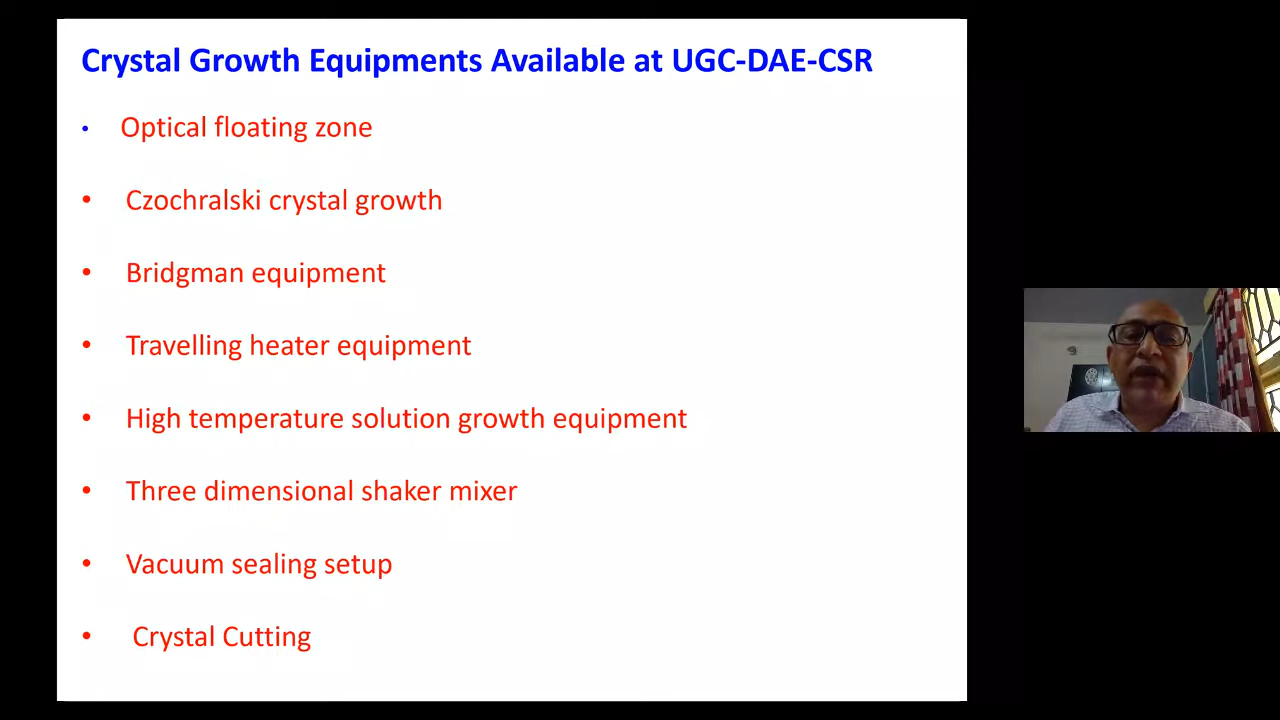 Crystal Growth Equipments Available at UGC-DAE-CSR
• Optical floating zone
• Czochralski crystal growth
• Bridgman equipment
• Travelling heater equipment
• High temperature solution growth equipment
• Three dimensional shaker mixer
• Vacuum sealing setup
• Crystal Cutting